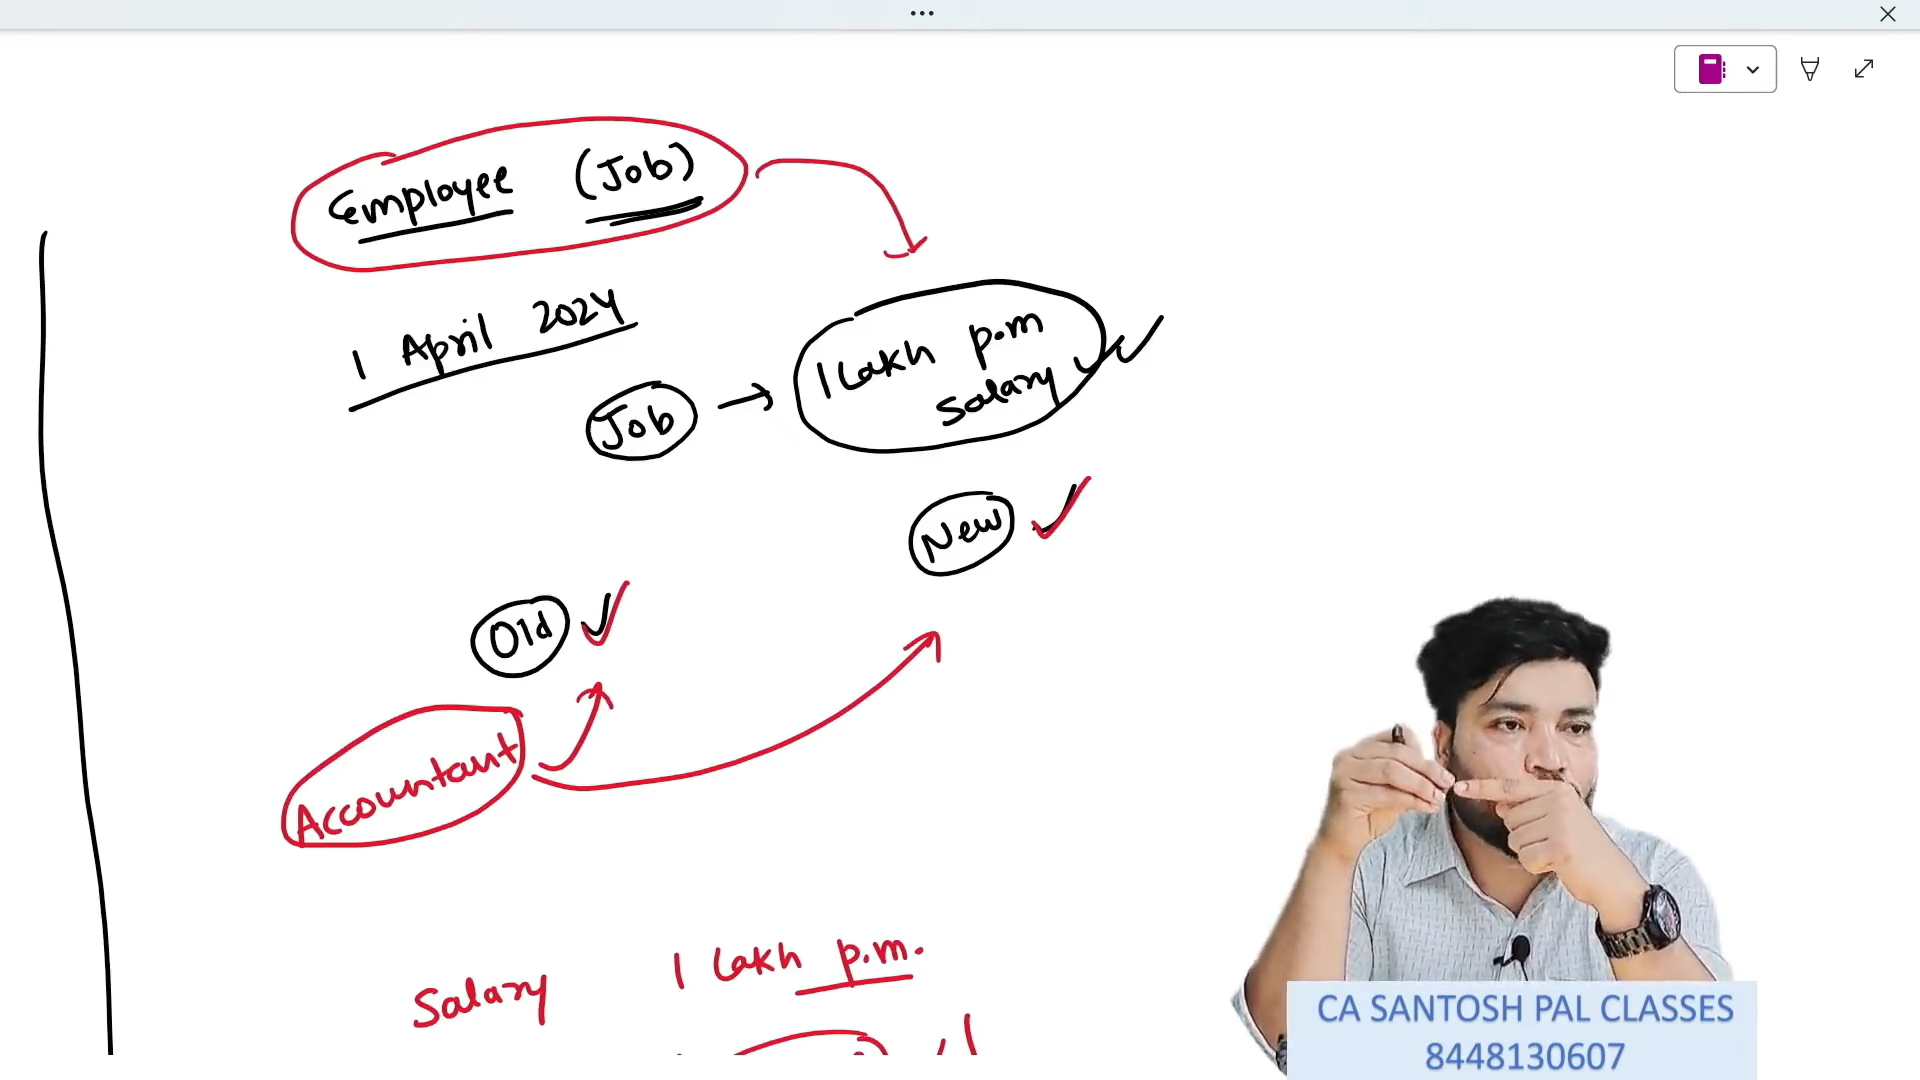 Employee (Job)
1 April 2024
Job → 1 Lakh p.m
Salary
New
Old
Accountant
Salary 1 Lakh p.m.
CA SANTOSH PAL CLASSES
8448130607